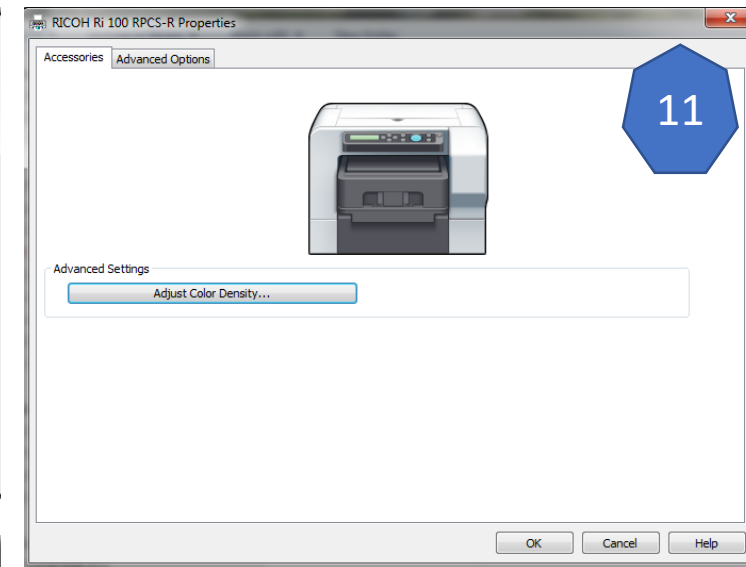 RICOH Ri 100 RPCS-R Properties
Accessories Advanced Options
11
Advanced Settings
Adjust Color Density...
OK Cancel Help